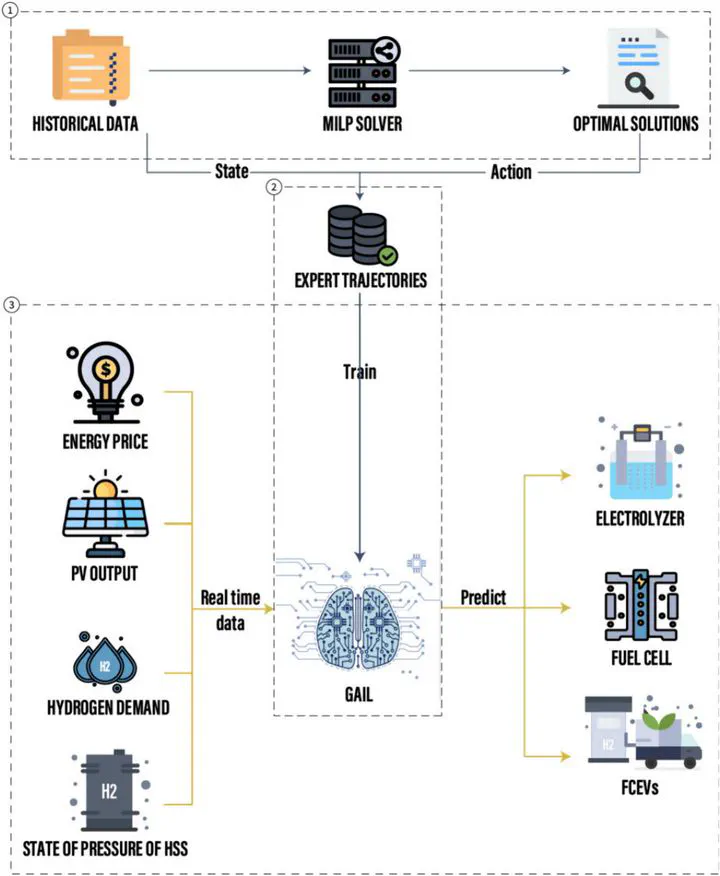 1
HISTORICAL DATA
MILP SOLVER
OPTIMAL SOLUTIONS
State
Action
2
EXPERT TRAJECTORIES
3
Train
$
ENERGY PRICE
PV OUTPUT
H2
HYDROGEN DEMAND
H2
STATE OF PRESSURE OF HSS
Real time
data
GAIL
Predict
+ −
ELECTROLYZER
FUEL CELL
H2
FCEVs